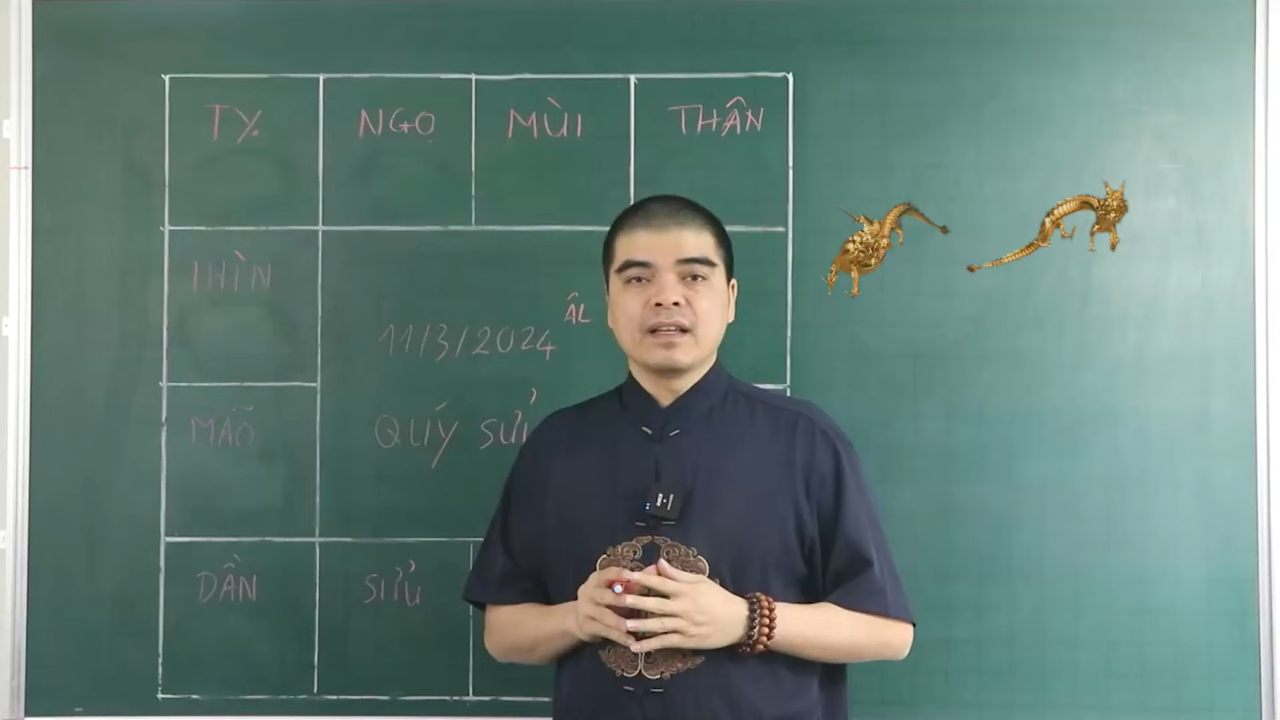 TỴ NGỌ MÙI THÂN
THÌN
11/3/2024 ÂL
MÃO
QUÝ SỬU
DẦN SỬU